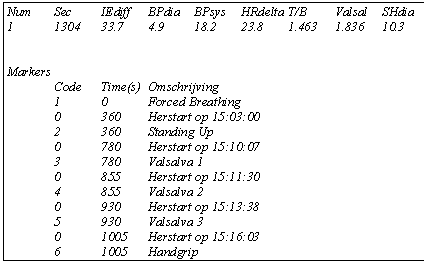 Num Sec IEdiff BPdia BPsys HRdelta T/B Valsal SHdia
1 1304 33.7 4.9 18.2 23.8 1.463 1.836 10.3
Markers
Code Time(s) Omschrijving
1 0 Forced Breathing
0 360 Herstart op 15:03:00
2 360 Standing Up
0 780 Herstart op 15:10:07
3 780 Valsalva 1
0 855 Herstart op 15:11:30
4 855 Valsalva 2
0 930 Herstart op 15:13:38
5 930 Valsalva 3
0 1005 Herstart op 15:16:03
6 1005 Handgrip